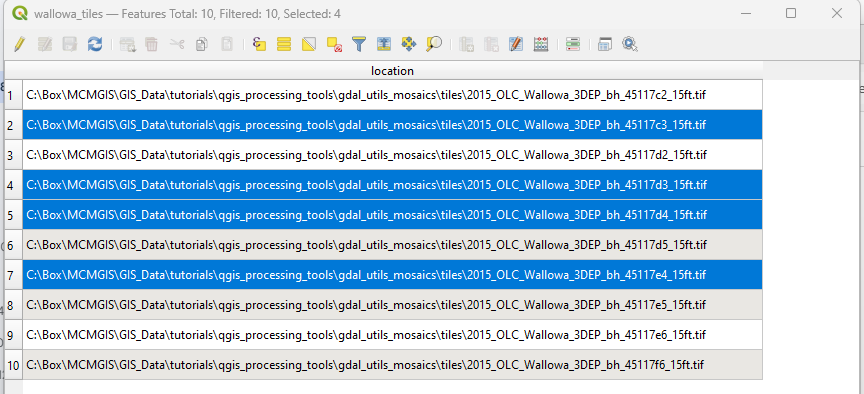 wallowa_tiles — Features Total: 10, Filtered: 10, Selected: 4
location
1 C:\Box\MCMGIS\GIS_Data\tutorials\qgis_processing_tools\gdal_utils_mosaics\tiles\2015_OLC_Wallowa_3DEP_bh_45117c2_15ft.tif
2 C:\Box\MCMGIS\GIS_Data\tutorials\qgis_processing_tools\gdal_utils_mosaics\tiles\2015_OLC_Wallowa_3DEP_bh_45117c3_15ft.tif
3 C:\Box\MCMGIS\GIS_Data\tutorials\qgis_processing_tools\gdal_utils_mosaics\tiles\2015_OLC_Wallowa_3DEP_bh_45117d2_15ft.tif
4 C:\Box\MCMGIS\GIS_Data\tutorials\qgis_processing_tools\gdal_utils_mosaics\tiles\2015_OLC_Wallowa_3DEP_bh_45117d3_15ft.tif
5 C:\Box\MCMGIS\GIS_Data\tutorials\qgis_processing_tools\gdal_utils_mosaics\tiles\2015_OLC_Wallowa_3DEP_bh_45117d4_15ft.tif
6 C:\Box\MCMGIS\GIS_Data\tutorials\qgis_processing_tools\gdal_utils_mosaics\tiles\2015_OLC_Wallowa_3DEP_bh_45117d5_15ft.tif
7 C:\Box\MCMGIS\GIS_Data\tutorials\qgis_processing_tools\gdal_utils_mosaics\tiles\2015_OLC_Wallowa_3DEP_bh_45117e4_15ft.tif
8 C:\Box\MCMGIS\GIS_Data\tutorials\qgis_processing_tools\gdal_utils_mosaics\tiles\2015_OLC_Wallowa_3DEP_bh_45117e5_15ft.tif
9 C:\Box\MCMGIS\GIS_Data\tutorials\qgis_processing_tools\gdal_utils_mosaics\tiles\2015_OLC_Wallowa_3DEP_bh_45117e6_15ft.tif
10 C:\Box\MCMGIS\GIS_Data\tutorials\qgis_processing_tools\gdal_utils_mosaics\tiles\2015_OLC_Wallowa_3DEP_bh_45117f6_15ft.tif